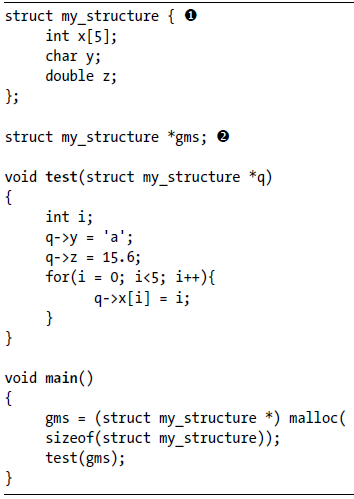 struct my_structure { ❶
     int x[5];
     char y;
     double z;
};

struct my_structure *gms; ❷

void test(struct my_structure *q)
{
     int i;
     q->y = 'a';
     q->z = 15.6;
     for(i = 0; i<5; i++){
          q->x[i] = i;
     }
}

void main()
{
     gms = (struct my_structure *) malloc(
     sizeof(struct my_structure));
     test(gms);
}